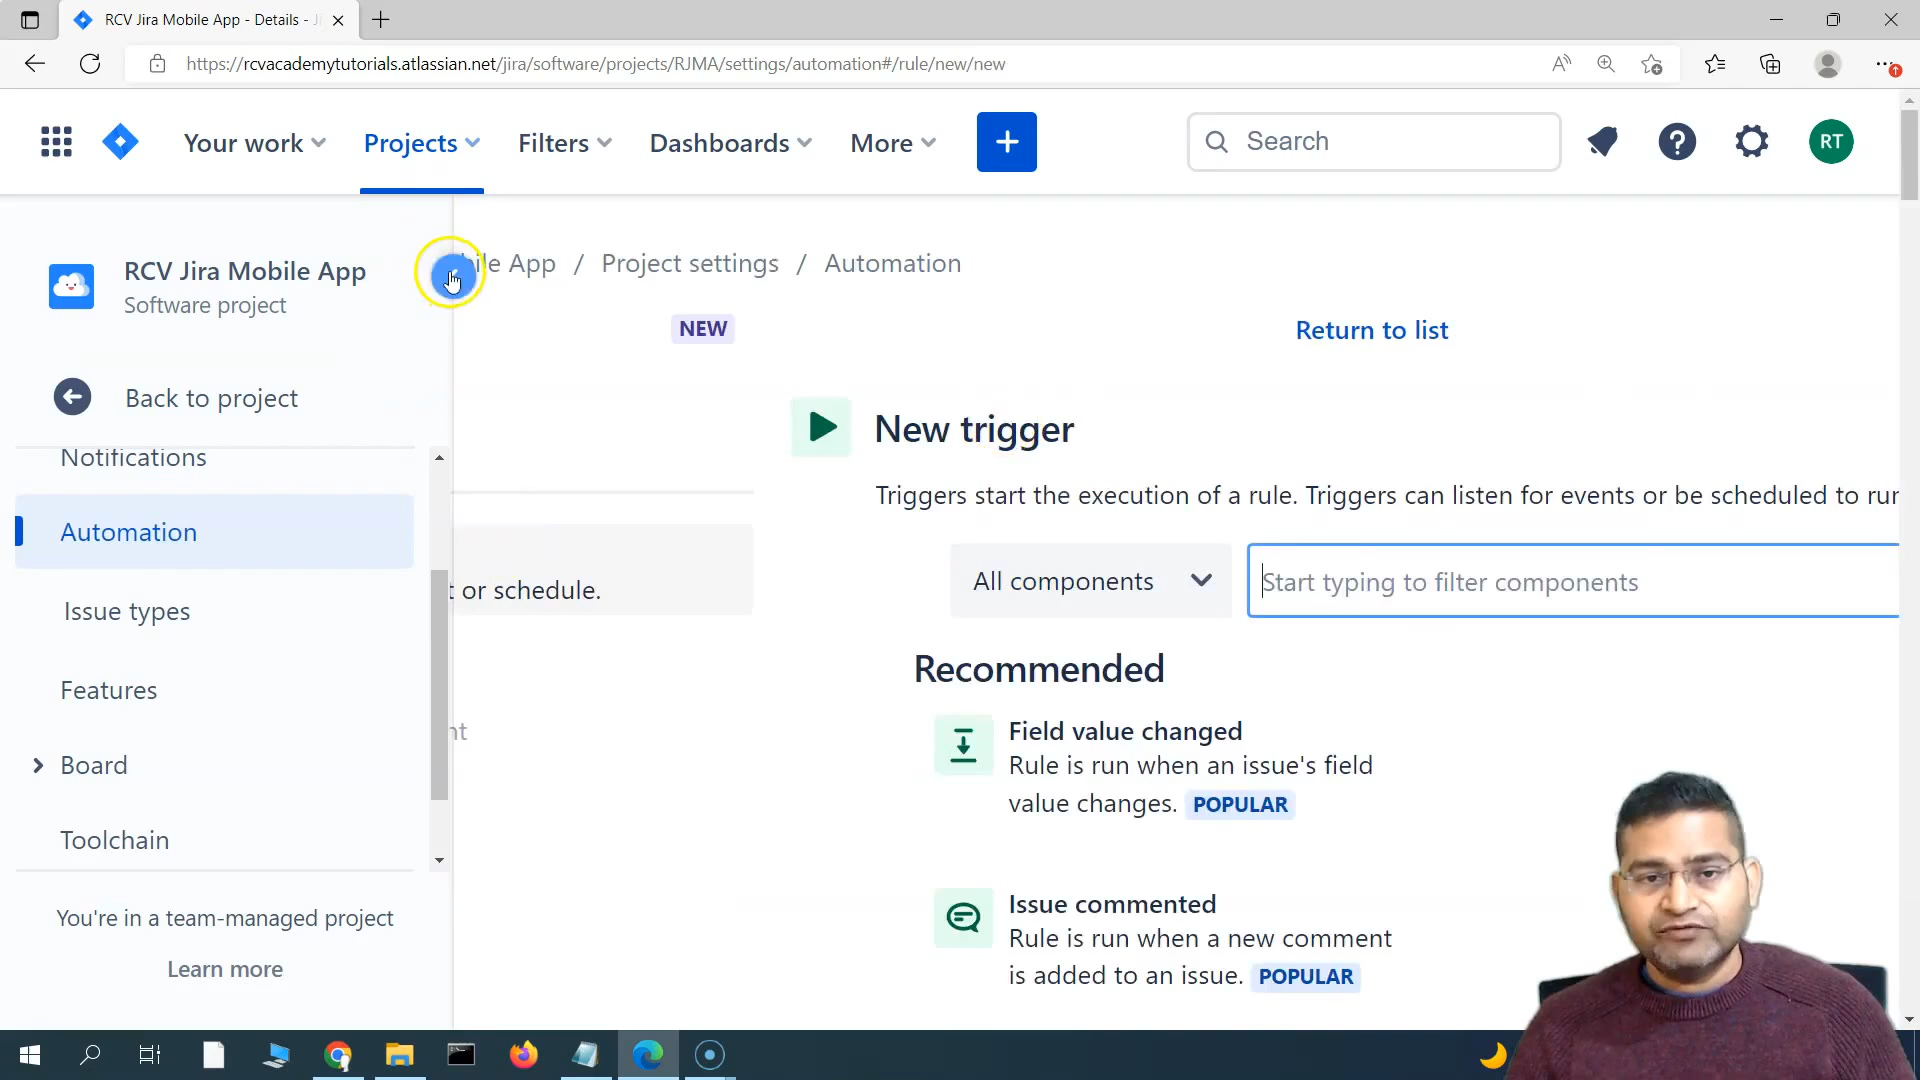 RCV Jira Mobile App - Details - J
https://rcvacademytutorials.atlassian.net/jira/software/projects/RJMA/settings/automation#/rule/new/new
Your work
Projects
Filters
Dashboards
More
Search
RT
RCV Jira Mobile App
Software project
Back to project
Notifications
Automation
Issue types
Features
Board
Toolchain
You're in a team-managed project
Learn more
ile App / Project settings / Automation
NEW
Return to list
t or schedule.
nt
New trigger
Triggers start the execution of a rule. Triggers can listen for events or be scheduled to run
All components
Start typing to filter components
Recommended
Field value changed
Rule is run when an issue's field
value changes. POPULAR
Issue commented
Rule is run when a new comment
is added to an issue. POPULAR